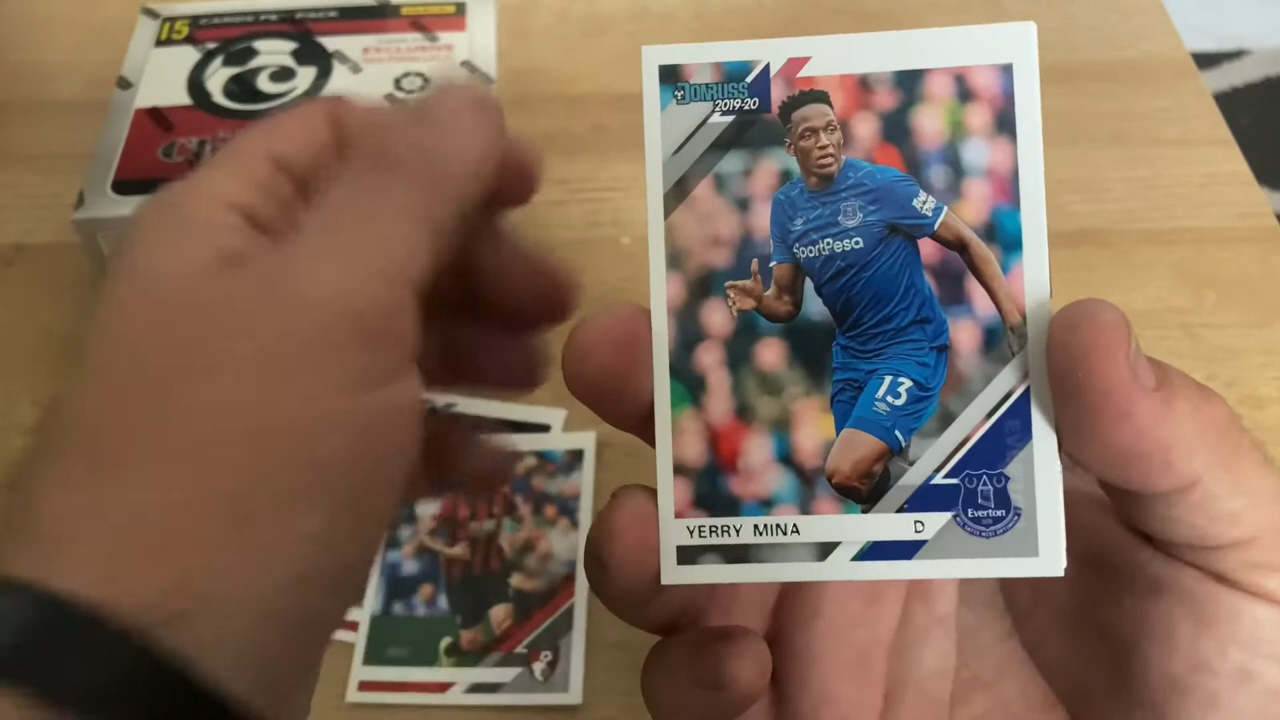 15 CARDS PER PACK
EXCLUSIVE
DONRUSS
2019-20
SportPesa
13
YERRY MINA D
Everton